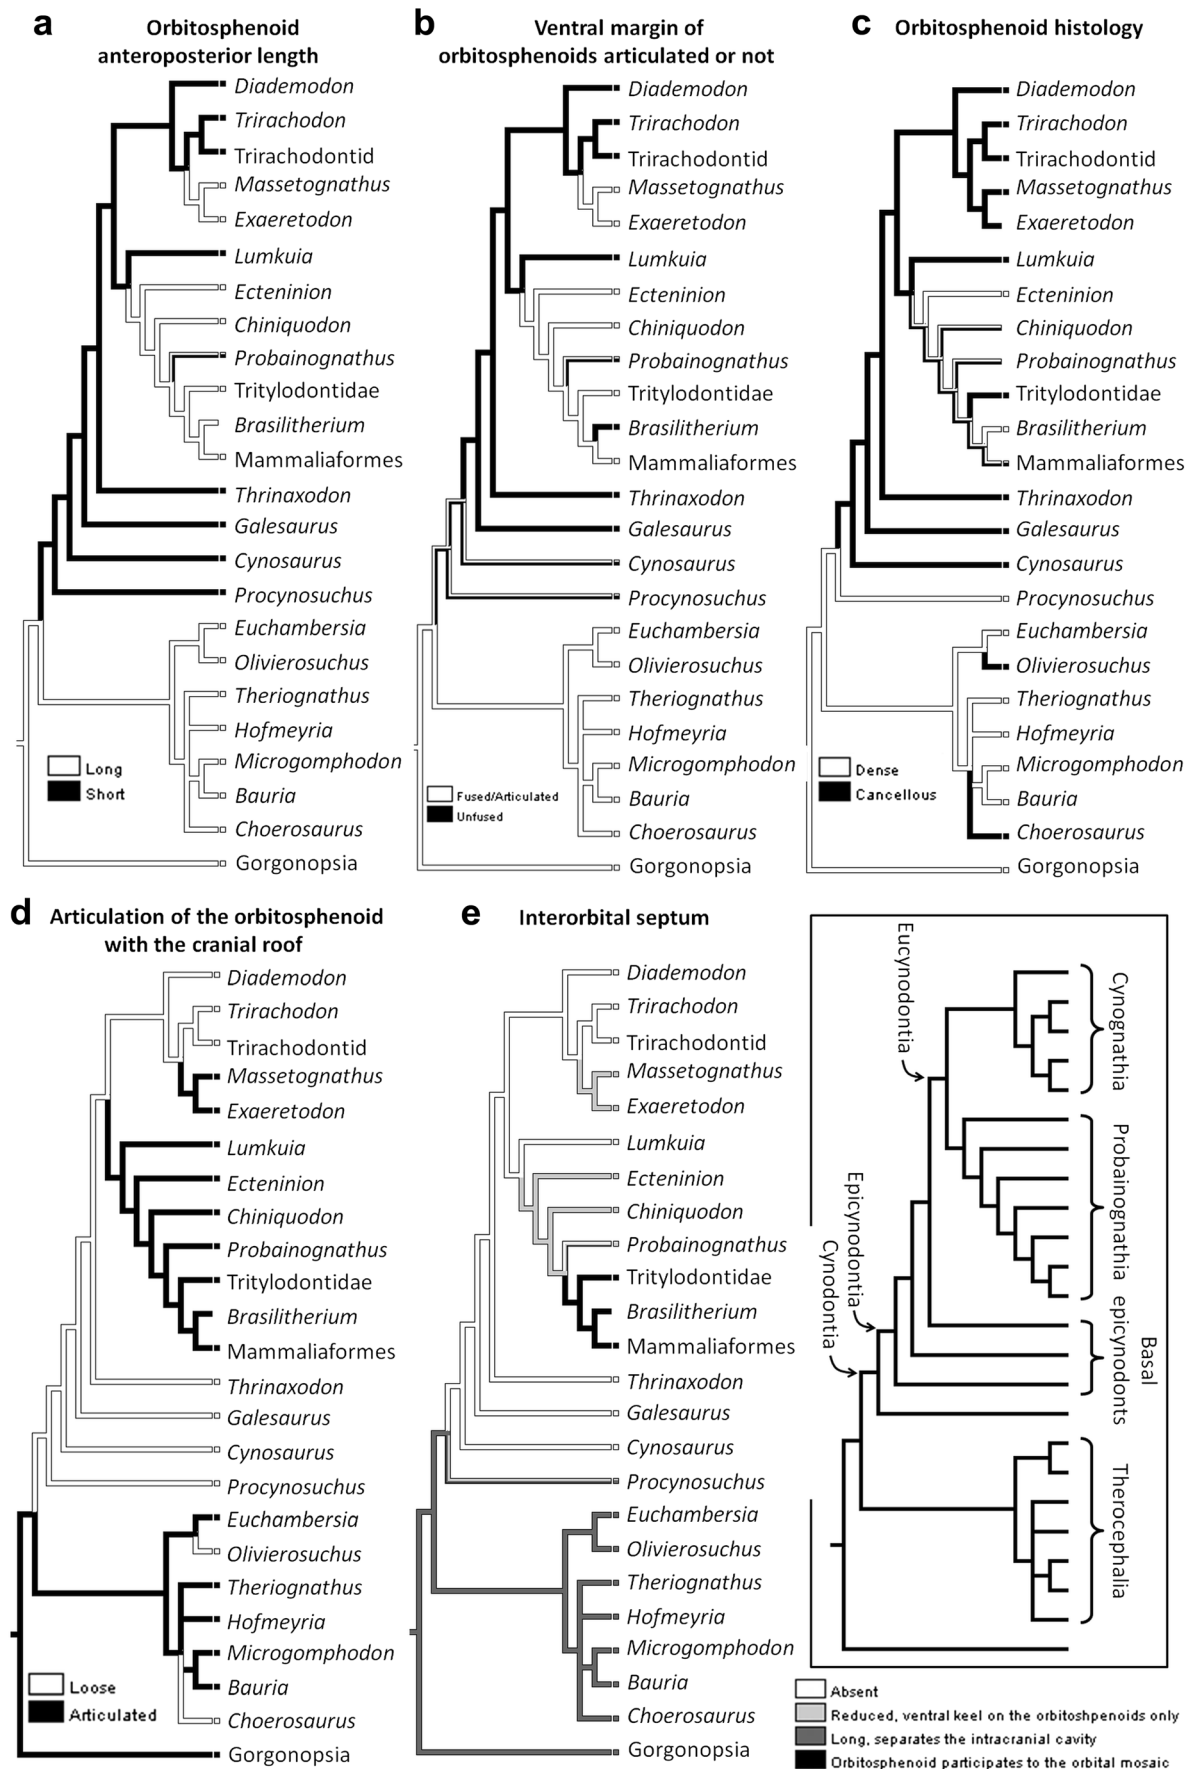 a
Orbitosphenoid
anteroposterior length
Diademodon
Trirachodon
Trirachodontid
Massetognathus
Exaeretodon
Lumkuia
Ecteninion
Chiniquodon
Probainognathus
Tritylodontidae
Brasilitherium
Mammaliaformes
Thrinaxodon
Galesaurus
Cynosaurus
Procynosuchus
Euchambersia
Olivierosuchus
Theriognathus
Hofmeyria
Microgomphodon
Bauria
Choerosaurus
Gorgonopsia
Long
Short
b
Ventral margin of
orbitosphenoids articulated or not
Diademodon
Trirachodon
Trirachodontid
Massetognathus
Exaeretodon
Lumkuia
Ecteninion
Chiniquodon
Probainognathus
Tritylodontidae
Brasilitherium
Mammaliaformes
Thrinaxodon
Galesaurus
Cynosaurus
Procynosuchus
Euchambersia
Olivierosuchus
Theriognathus
Hofmeyria
Microgomphodon
Bauria
Choerosaurus
Gorgonopsia
Fused/Articulated
Unfused
c
Orbitosphenoid histology
Diademodon
Trirachodon
Trirachodontid
Massetognathus
Exaeretodon
Lumkuia
Ecteninion
Chiniquodon
Probainognathus
Tritylodontidae
Brasilitherium
Mammaliaformes
Thrinaxodon
Galesaurus
Cynosaurus
Procynosuchus
Euchambersia
Olivierosuchus
Theriognathus
Hofmeyria
Microgomphodon
Bauria
Choerosaurus
Gorgonopsia
Dense
Cancellous
d
Articulation of the orbitosphenoid
with the cranial roof
Diademodon
Trirachodon
Trirachodontid
Massetognathus
Exaeretodon
Lumkuia
Ecteninion
Chiniquodon
Probainognathus
Tritylodontidae
Brasilitherium
Mammaliaformes
Thrinaxodon
Galesaurus
Cynosaurus
Procynosuchus
Euchambersia
Olivierosuchus
Theriognathus
Hofmeyria
Microgomphodon
Bauria
Choerosaurus
Gorgonopsia
Loose
Articulated
e
Interorbital septum
Diademodon
Trirachodon
Trirachodontid
Massetognathus
Exaeretodon
Lumkuia
Ecteninion
Chiniquodon
Probainognathus
Tritylodontidae
Brasilitherium
Mammaliaformes
Thrinaxodon
Galesaurus
Cynosaurus
Procynosuchus
Euchambersia
Olivierosuchus
Theriognathus
Hofmeyria
Microgomphodon
Bauria
Choerosaurus
Gorgonopsia
Eucynodontia
Epicynodontia
Cynodontia
Cynognathia
Probainognathia
Basal
epicynodonts
Therocephalia
Absent
Reduced, ventral keel on the orbitoshpenoids only
Long, separates the intracranial cavity
Orbitosphenoid participates to the orbital mosaic